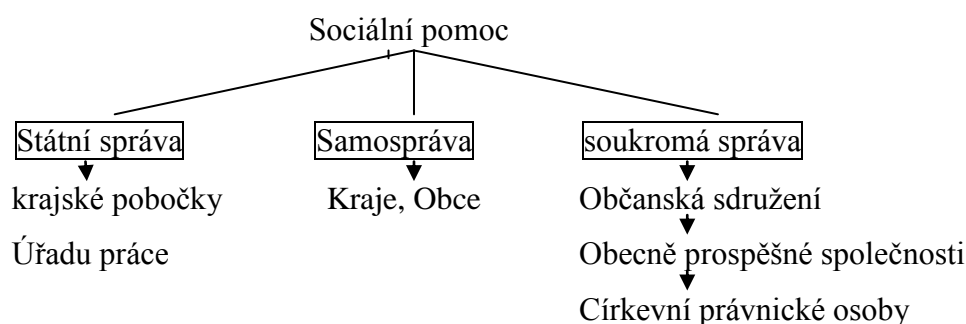 Sociální pomoc
Státní správa
Samospráva
soukromá správa
krajské pobočky
Úřadu práce
Kraje, Obce
Občanská sdružení
Obecně prospěšné společnosti
Církevní právnické osoby